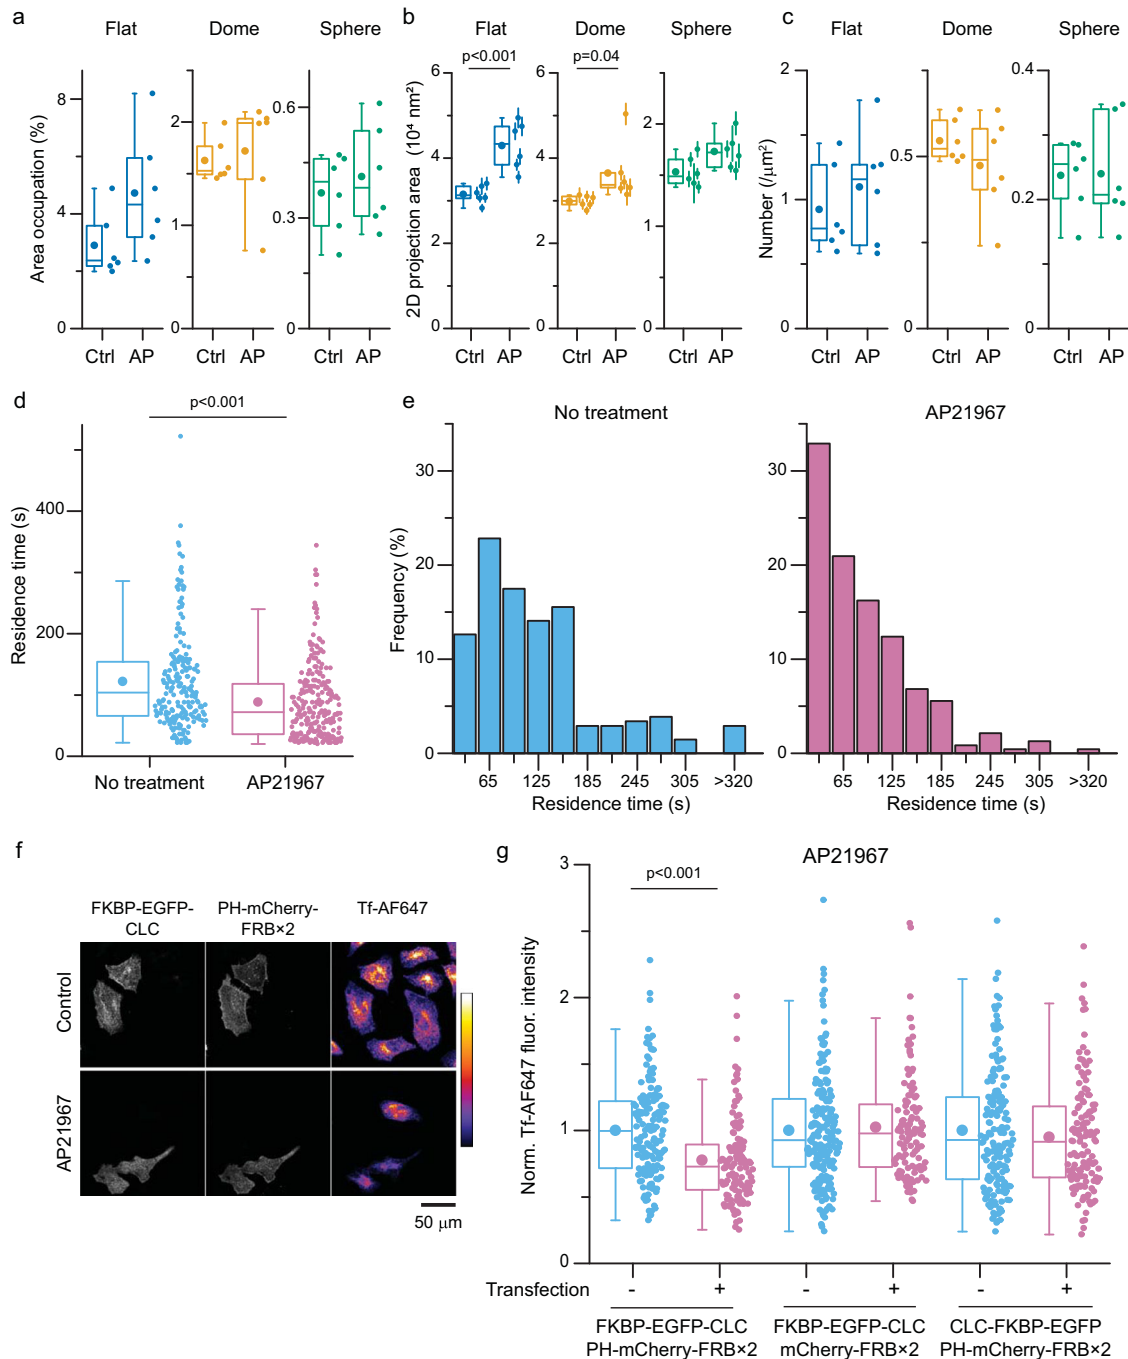 a
Flat
Dome
Sphere
Area occupation (%)
8
4
0
2
1
0
0.6
0.3
0
Ctrl AP
Ctrl AP
Ctrl AP
b
Flat
Dome
Sphere
p<0.001
p=0.04
2D projection area (10⁴ nm²)
6
4
2
0
6
4
2
0
2
1
0
Ctrl AP
Ctrl AP
Ctrl AP
c
Flat
Dome
Sphere
Number (/µm²)
2
1
0
0.5
0
0.4
0.2
0
Ctrl AP
Ctrl AP
Ctrl AP
d
p<0.001
Residence time (s)
400
200
0
No treatment
AP21967
e
No treatment
AP21967
Frequency (%)
30
20
10
0
65 125 185 245 305 >320
Residence time (s)
30
20
10
0
65 125 185 245 305 >320
Residence time (s)
f
FKBP-EGFP-
CLC
PH-mCherry-
FRB×2
Tf-AF647
Control
AP21967
50 µm
g
AP21967
p<0.001
Norm. Tf-AF647 fluor. intensity
3
2
1
0
Transfection - + - + - +
FKBP-EGFP-CLC
PH-mCherry-FRB×2
FKBP-EGFP-CLC
mCherry-FRB×2
CLC-FKBP-EGFP
PH-mCherry-FRB×2